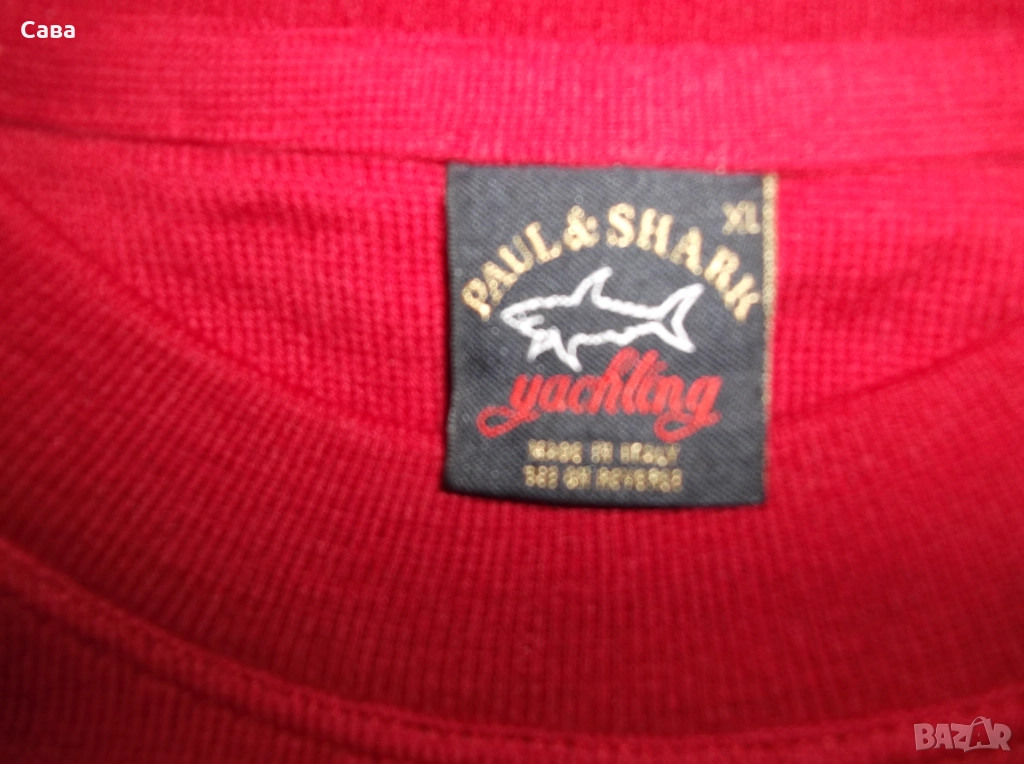 Сава
XL
PAUL & SHARK
yachting
MADE IN ITALY
SEE ON REVERSE
BAZAR